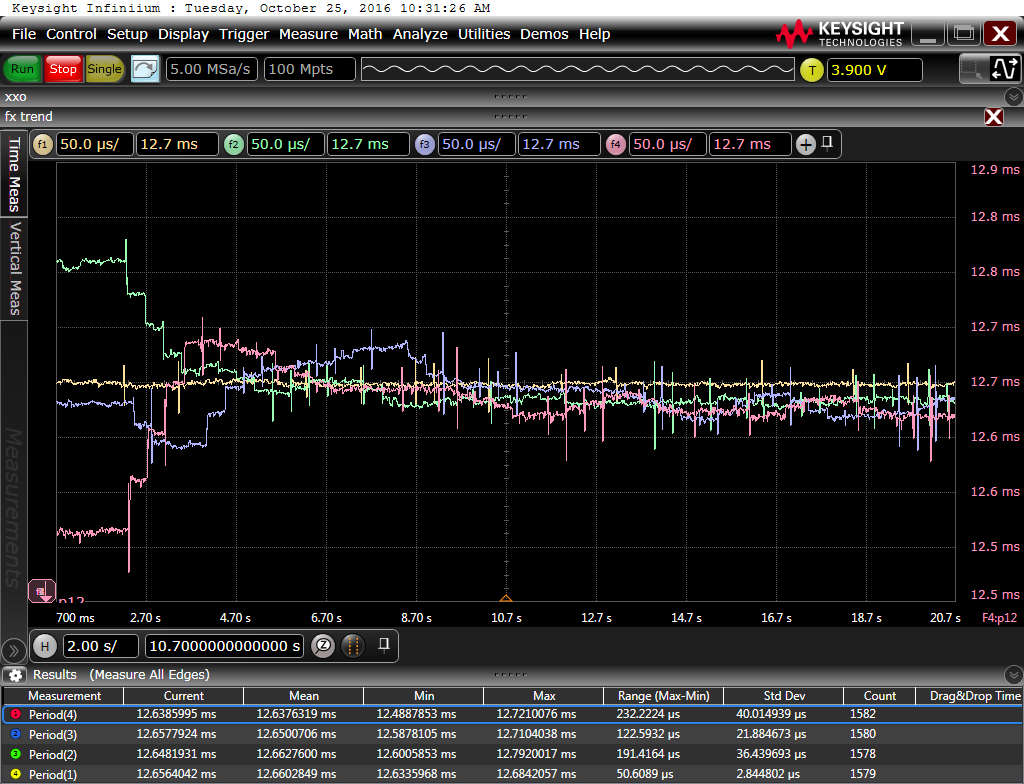 Keysight Infiniium : Tuesday, October 25, 2016 10:31:26 AM
File Control Setup Display Trigger Measure Math Analyze Utilities Demos Help
KEYSIGHT
TECHNOLOGIES
Run Stop Single 5.00 MSa/s 100 Mpts T 3.900 V
xxo
fx trend
Time Meas
Vertical Meas
Measurements
f1 50.0 µs/ 12.7 ms f2 50.0 µs/ 12.7 ms f3 50.0 µs/ 12.7 ms f4 50.0 µs/ 12.7 ms
12.9 ms
12.8 ms
12.8 ms
12.7 ms
12.7 ms
12.6 ms
12.6 ms
12.5 ms
12.5 ms
p12
700 ms 2.70 s 4.70 s 6.70 s 8.70 s 10.7 s 12.7 s 14.7 s 16.7 s 18.7 s 20.7 s F4:p12
H 2.00 s/ 10.7000000000000 s Z
Results (Measure All Edges)
Measurement Current Mean Min Max Range (Max-Min) Std Dev Count Drag&Drop Time
Period(4) 12.6385995 ms 12.6376319 ms 12.4887853 ms 12.7210076 ms 232.2224 µs 40.014939 µs 1582
Period(3) 12.6577924 ms 12.6500706 ms 12.5878105 ms 12.7104038 ms 122.5932 µs 21.884673 µs 1580
Period(2) 12.6481931 ms 12.6627600 ms 12.6005853 ms 12.7920017 ms 191.4164 µs 36.439693 µs 1578
Period(1) 12.6564042 ms 12.6602849 ms 12.6335968 ms 12.6842057 ms 50.6089 µs 2.844802 µs 1579